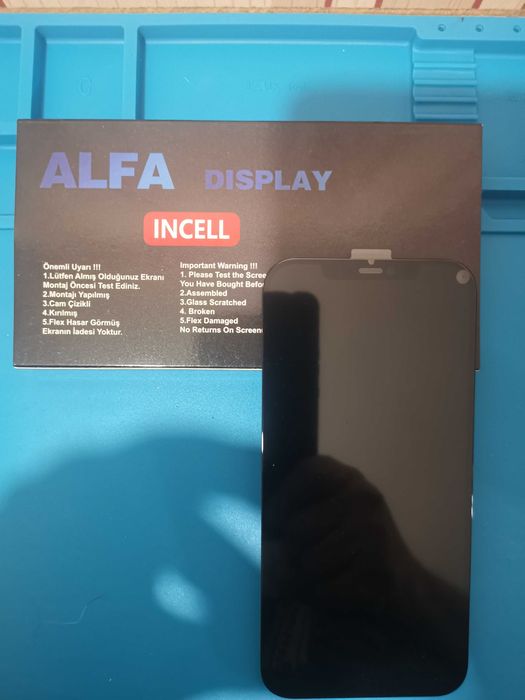 ALFA DISPLAY
INCELL
Önemli Uyarı !!!
1.Lütfen Almış Olduğunuz Ekranı
Montaj Öncesi Test Ediniz.
2.Montajı Yapılmış
3.Cam Çizikli
4.Kırılmış
5.Flex Hasar Görmüş
Ekranın İadesi Yoktur.
Important Warning !!!
1. Please Test the Scree
You Have Bought Befo
2.Assembled
3.Glass Scratched
4. Broken
5.Flex Damaged
No Returns On Screen